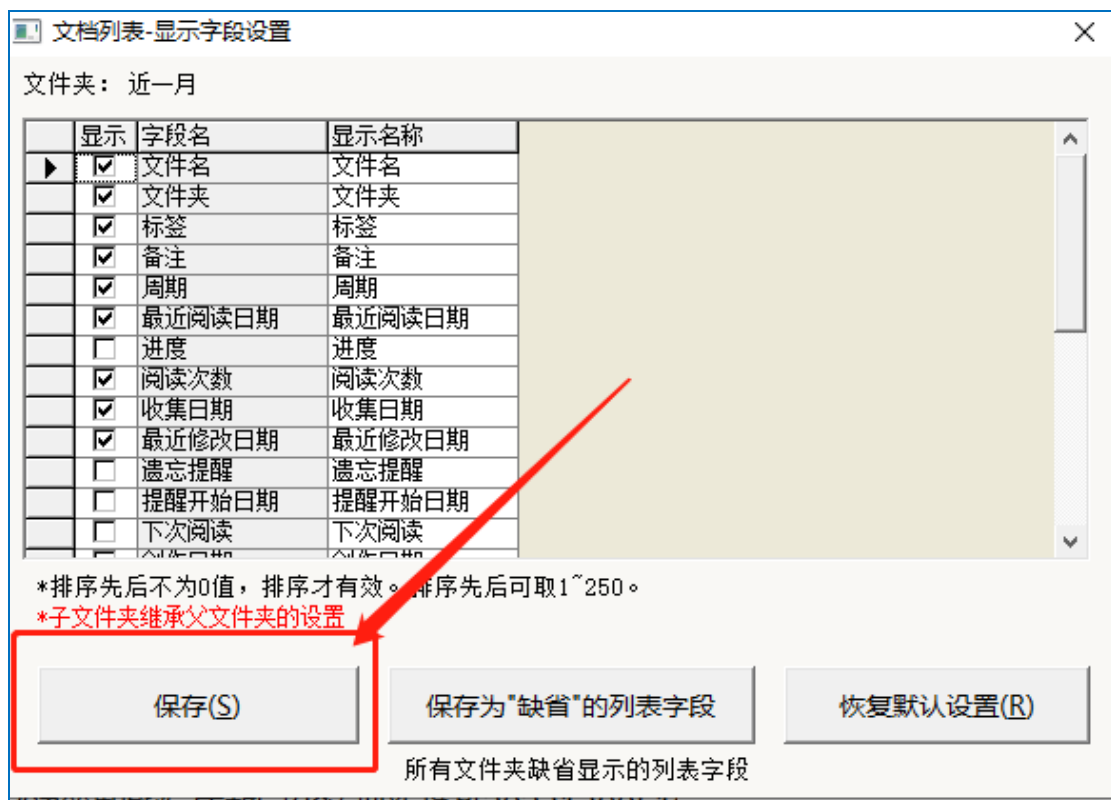 文档列表-显示字段设置
文件夹: 近一月
显示 字段名 显示名称
文件名 文件名
文件夹 文件夹
标签 标签
备注 备注
周期 周期
最近阅读日期 最近阅读日期
进度 进度
阅读次数 阅读次数
收集日期 收集日期
最近修改日期 最近修改日期
遗忘提醒 遗忘提醒
提醒开始日期 提醒开始日期
下次阅读 下次阅读
*排序先后不为0值，排序才有效。排序先后可取1~250。
*子文件夹继承父文件夹的设置
保存(S) 保存为"缺省"的列表字段 恢复默认设置(R)
所有文件夹缺省显示的列表字段